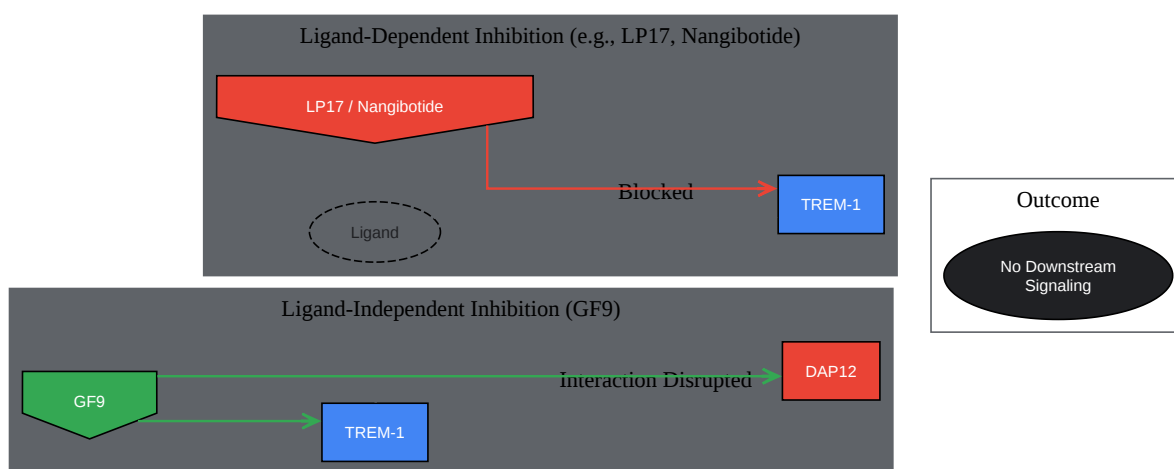 Ligand-Dependent Inhibition (e.g., LP17, Nangibotide)
LP17 / Nangibotide
Blocked
TREM-1
Ligand
Outcome
No Downstream
Signaling
Ligand-Independent Inhibition (GF9)
DAP12
Interaction Disrupted
GF9
TREM-1